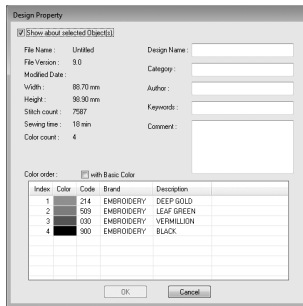 Design Property
Show about selected Object(s)
File Name : Untitled
File Version : 9.0
Modified Date :
Width : 88.70 mm
Height : 98.90 mm
Stitch count : 7587
Sewing time : 18 min
Color count : 4
Design Name :
Category :
Author :
Keywords :
Comment :
Color order : with Basic Color
Index Color Code Brand Description
1 214 EMBROIDERY DEEP GOLD
2 509 EMBROIDERY LEAF GREEN
3 030 EMBROIDERY VERMILLION
4 900 EMBROIDERY BLACK
OK Cancel